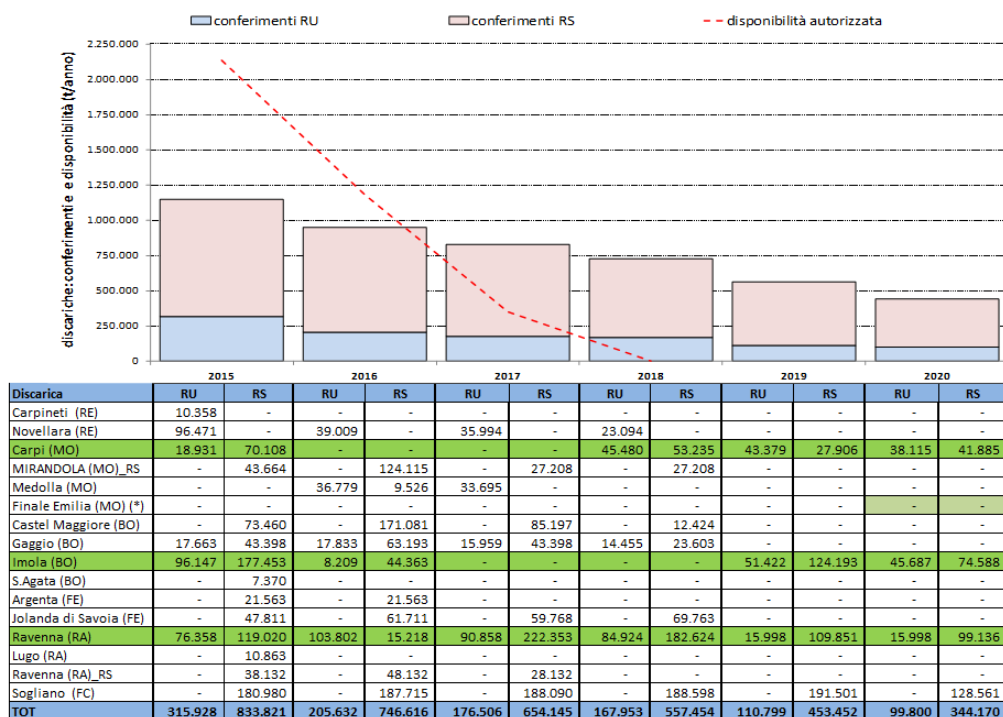 conferimenti RU conferimenti RS disponibilità autorizzata
discariche:conferimenti e disponibilità (t/anno)
2.250.000
2.000.000
1.750.000
1.500.000
1.250.000
1.000.000
750.000
500.000
250.000
0
2015 2016 2017 2018 2019 2020
Discarica RU RS RU RS RU RS RU RS RU RS RU RS
Carpineti (RE) 10.358 - - - - - - - - - - -
Novellara (RE) 96.471 - 39.009 - 35.994 - 23.094 - - - - -
Carpi (MO) 18.931 70.108 - - - - 45.480 53.235 43.379 27.906 38.115 41.885
MIRANDOLA (MO)_RS - 43.664 - 124.115 - 27.208 - 27.208 - - - -
Medolla (MO) - - 36.779 9.526 33.695 - - - - - - -
Finale Emilia (MO) (*) - - - - - - - - - - - -
Castel Maggiore (BO) - 73.460 - 171.081 - 85.197 - 12.424 - - - -
Gaggio (BO) 17.663 43.398 17.833 63.193 15.959 43.398 14.455 23.603 - - - -
Imola (BO) 96.147 177.453 8.209 44.363 - - - - 51.422 124.193 45.687 74.588
S.Agata (BO) - 7.370 - - - - - - - - - -
Argenta (FE) - 21.563 - 21.563 - - - - - - - -
Jolanda di Savoia (FE) - 47.811 - 61.711 - 59.768 - 69.763 - - - -
Ravenna (RA) 76.358 119.020 103.802 15.218 90.858 222.353 84.924 182.624 15.998 109.851 15.998 99.136
Lugo (RA) - 10.863 - - - - - - - - - -
Ravenna (RA)_RS - 38.132 - 48.132 - 28.132 - - - - - -
Sogliano (FC) - 180.980 - 187.715 - 188.090 - 188.598 - 191.501 - 128.561
TOT 315.928 833.821 205.632 746.616 176.506 654.145 167.953 557.454 110.799 453.452 99.800 344.170